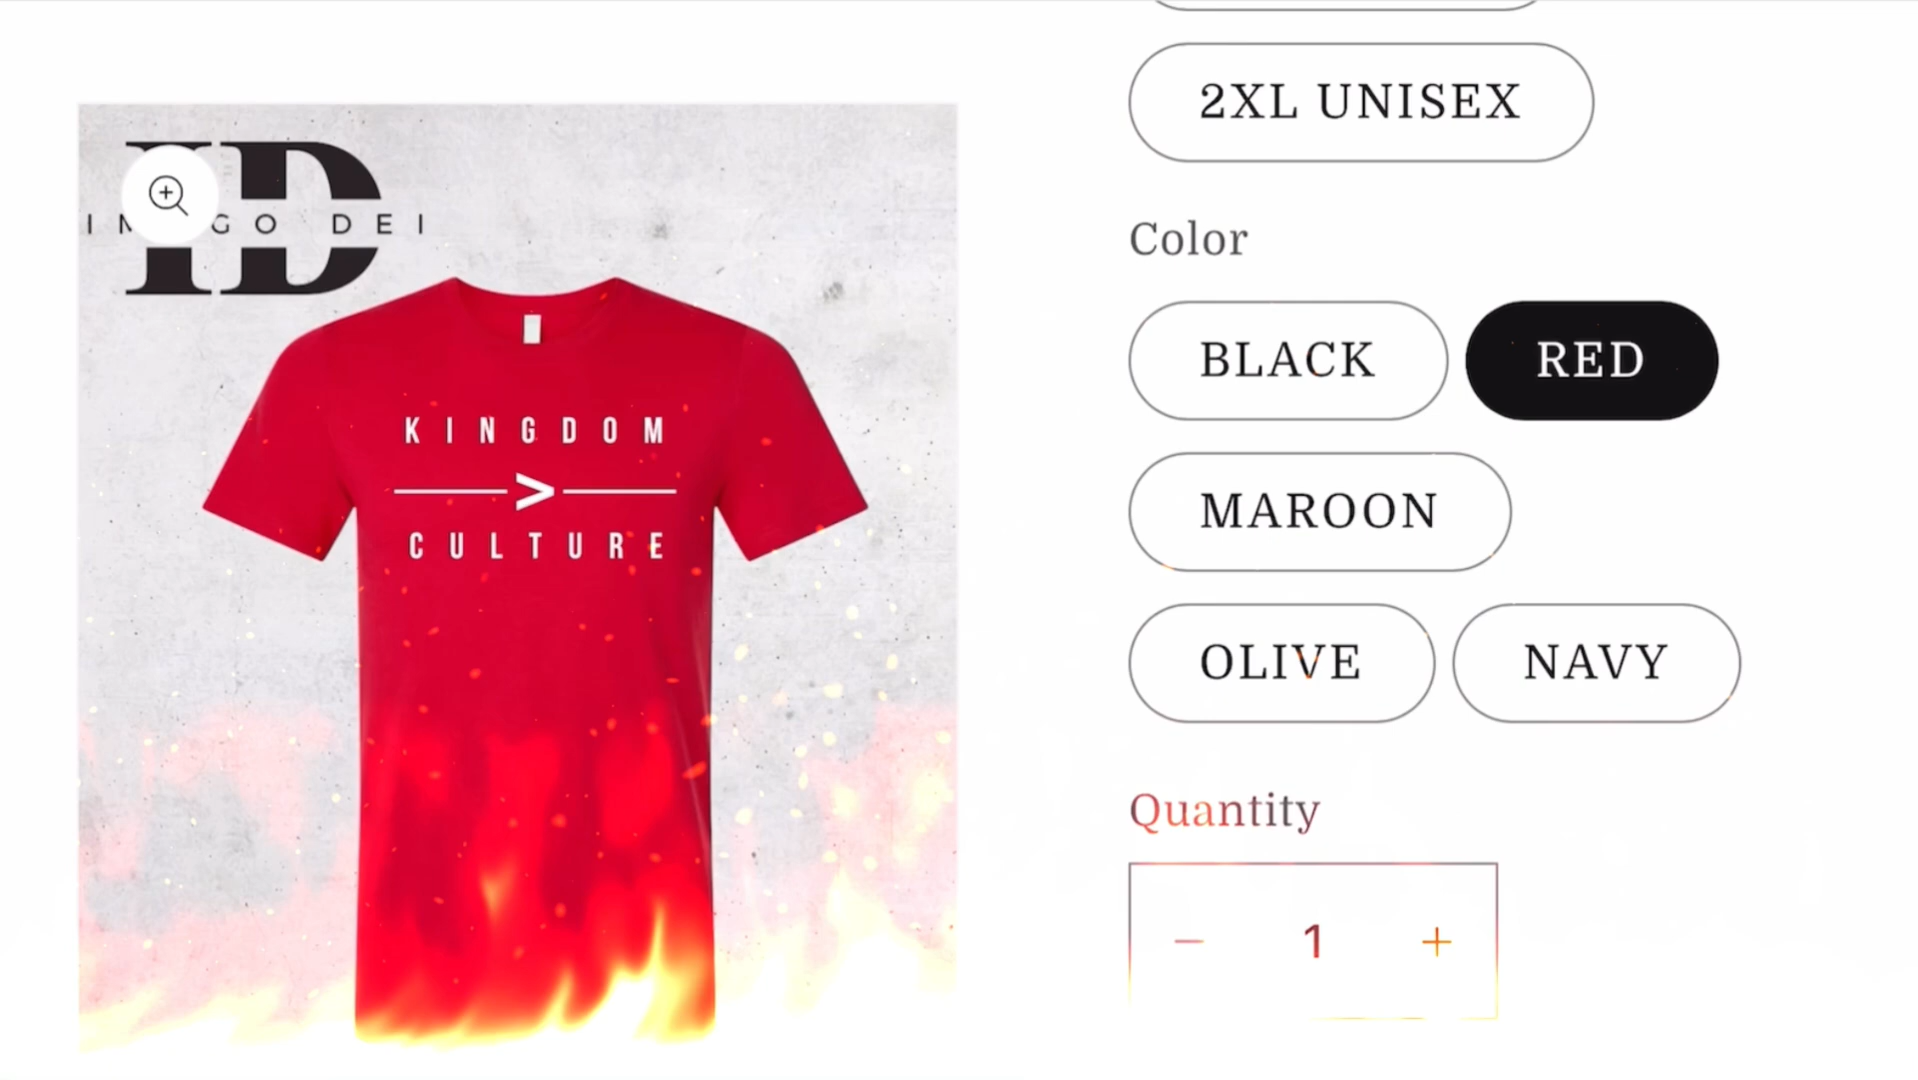 ID
GO DEI
KINGDOM
>
CULTURE
2XL UNISEX
Color
BLACK
RED
MAROON
OLIVE
NAVY
Quantity
− 1 +